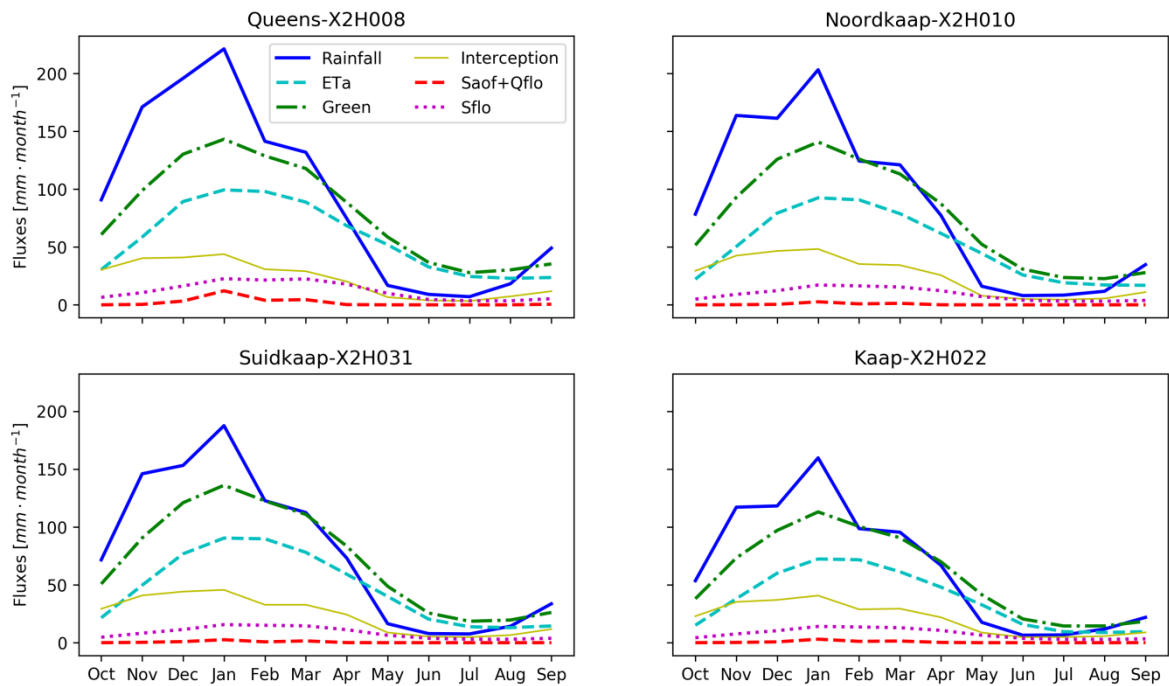 Queens-X2H008
Noordkaap-X2H010
Fluxes [mm · month⁻¹]
200
150
100
50
0
Rainfall
ETa
Green
Interception
Saof+Qflo
Sflo
Suidkaap-X2H031
Kaap-X2H022
Fluxes [mm · month⁻¹]
200
150
100
50
0
Oct Nov Dec Jan Feb Mar Apr May Jun Jul Aug Sep
Oct Nov Dec Jan Feb Mar Apr May Jun Jul Aug Sep